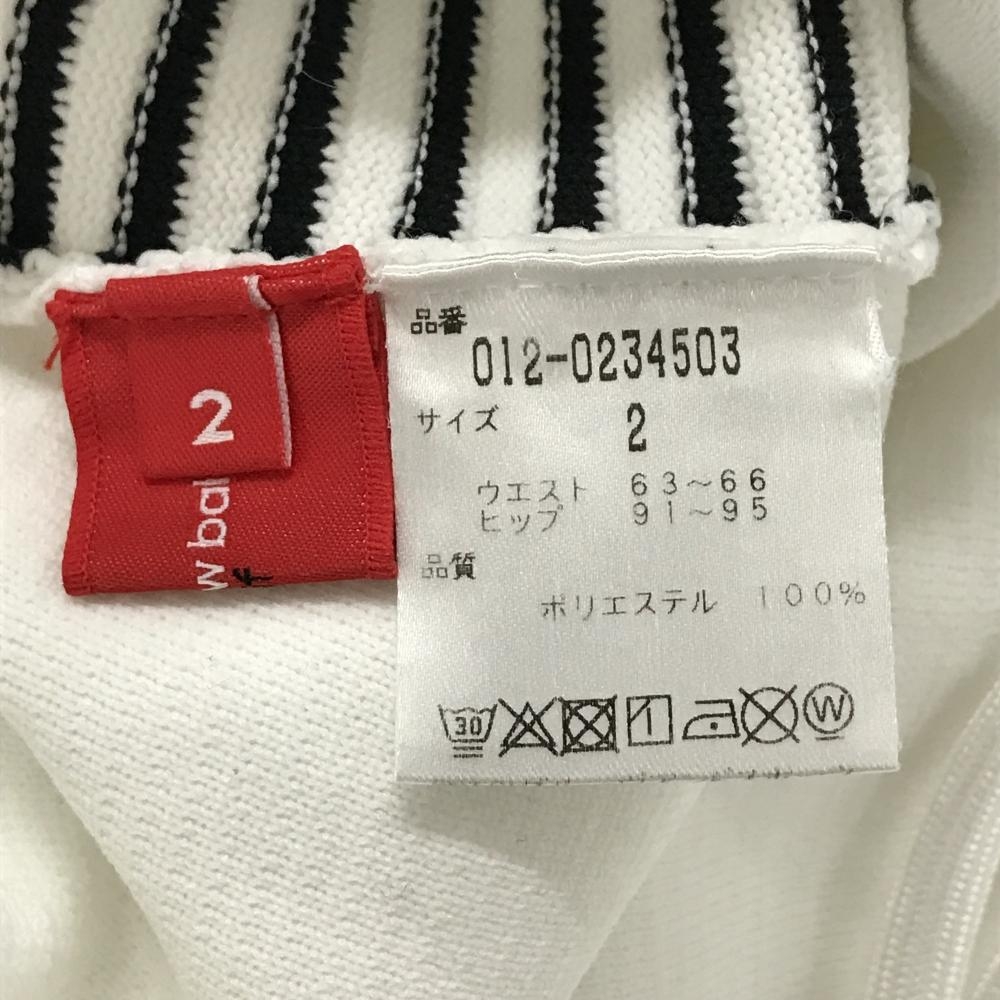 2
w bal
f
品番
012-0234503
サイズ 2
ウエスト 63~66
ヒップ 91~95
品質
ポリエステル 100%
30
W